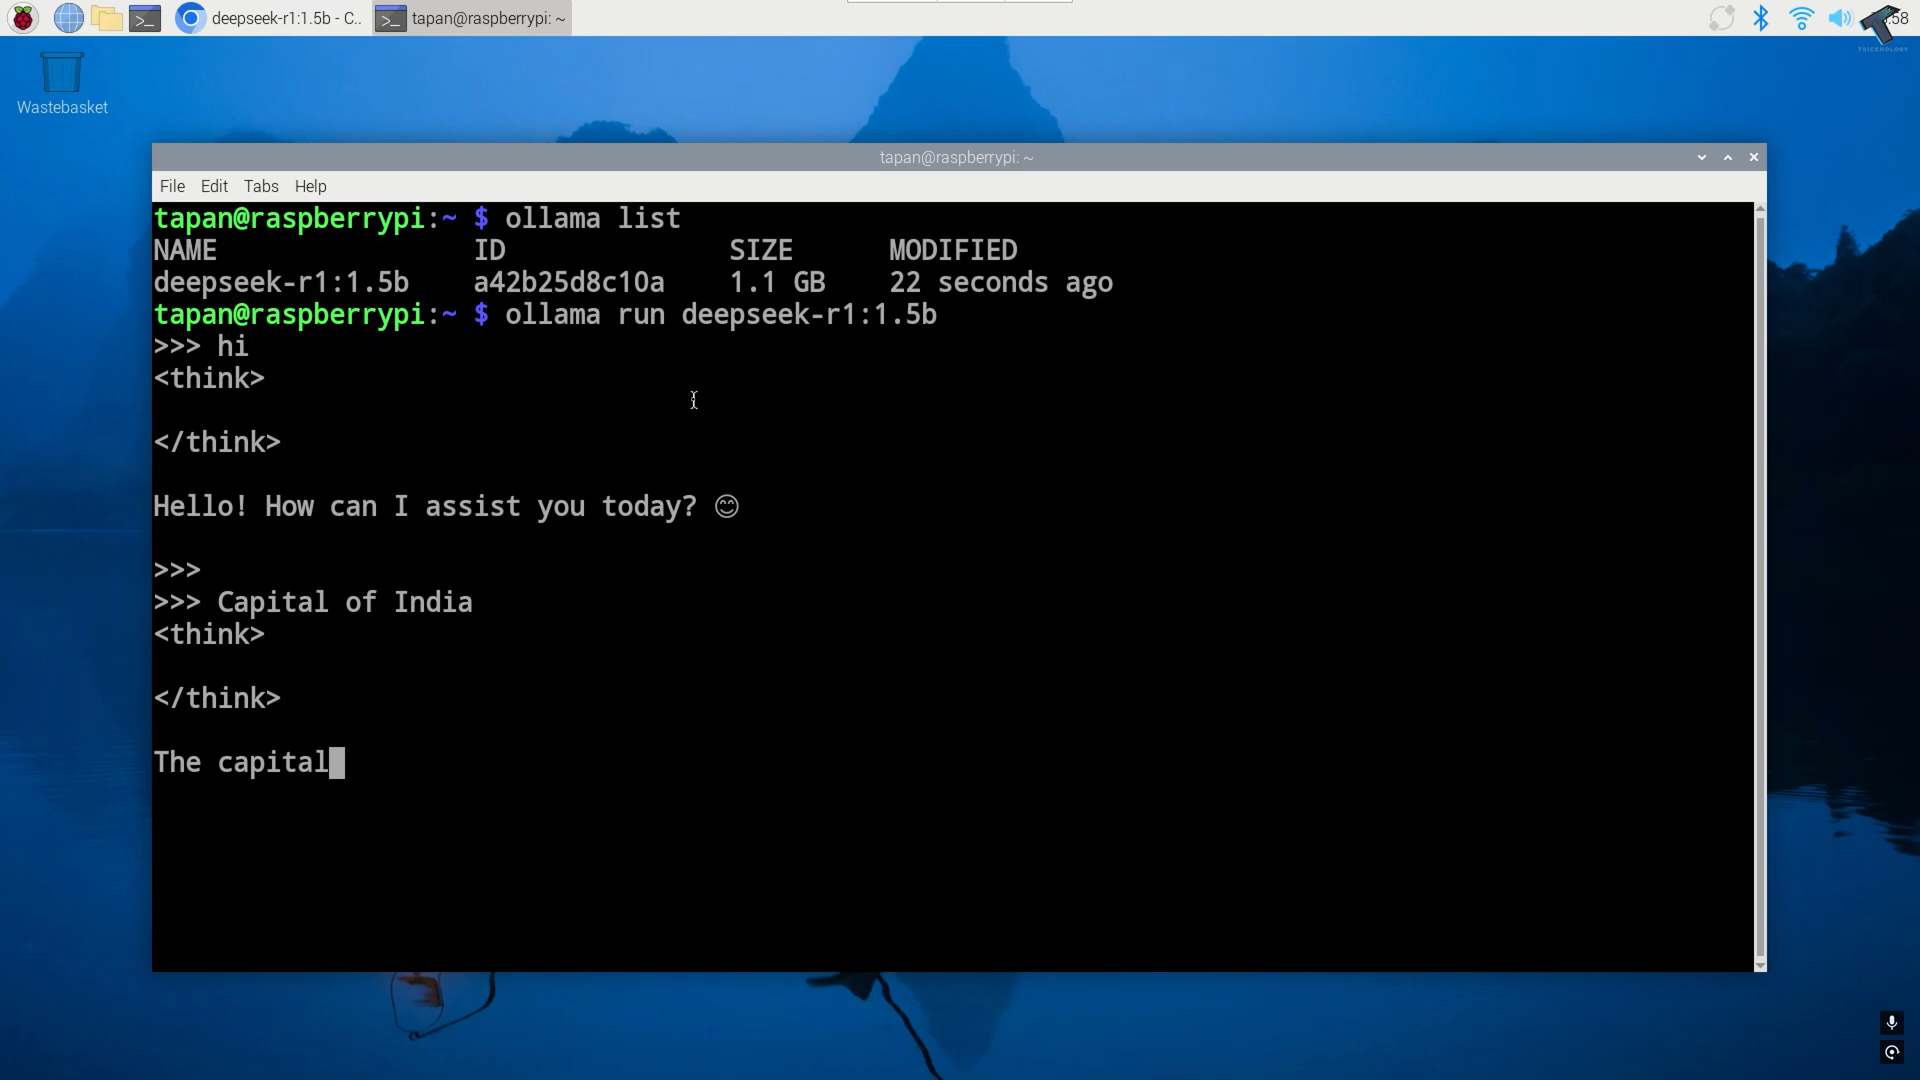 deepseek-r1:1.5b - C..
tapan@raspberrypi: ~
:58
TRICKNOLOGY
Wastebasket
tapan@raspberrypi: ~
File Edit Tabs Help
tapan@raspberrypi:~ $ ollama list
NAME ID SIZE MODIFIED
deepseek-r1:1.5b a42b25d8c10a 1.1 GB 22 seconds ago
tapan@raspberrypi:~ $ ollama run deepseek-r1:1.5b
>>> hi
<think>
</think>
Hello! How can I assist you today? 😊
>>>
>>> Capital of India
<think>
</think>
The capital